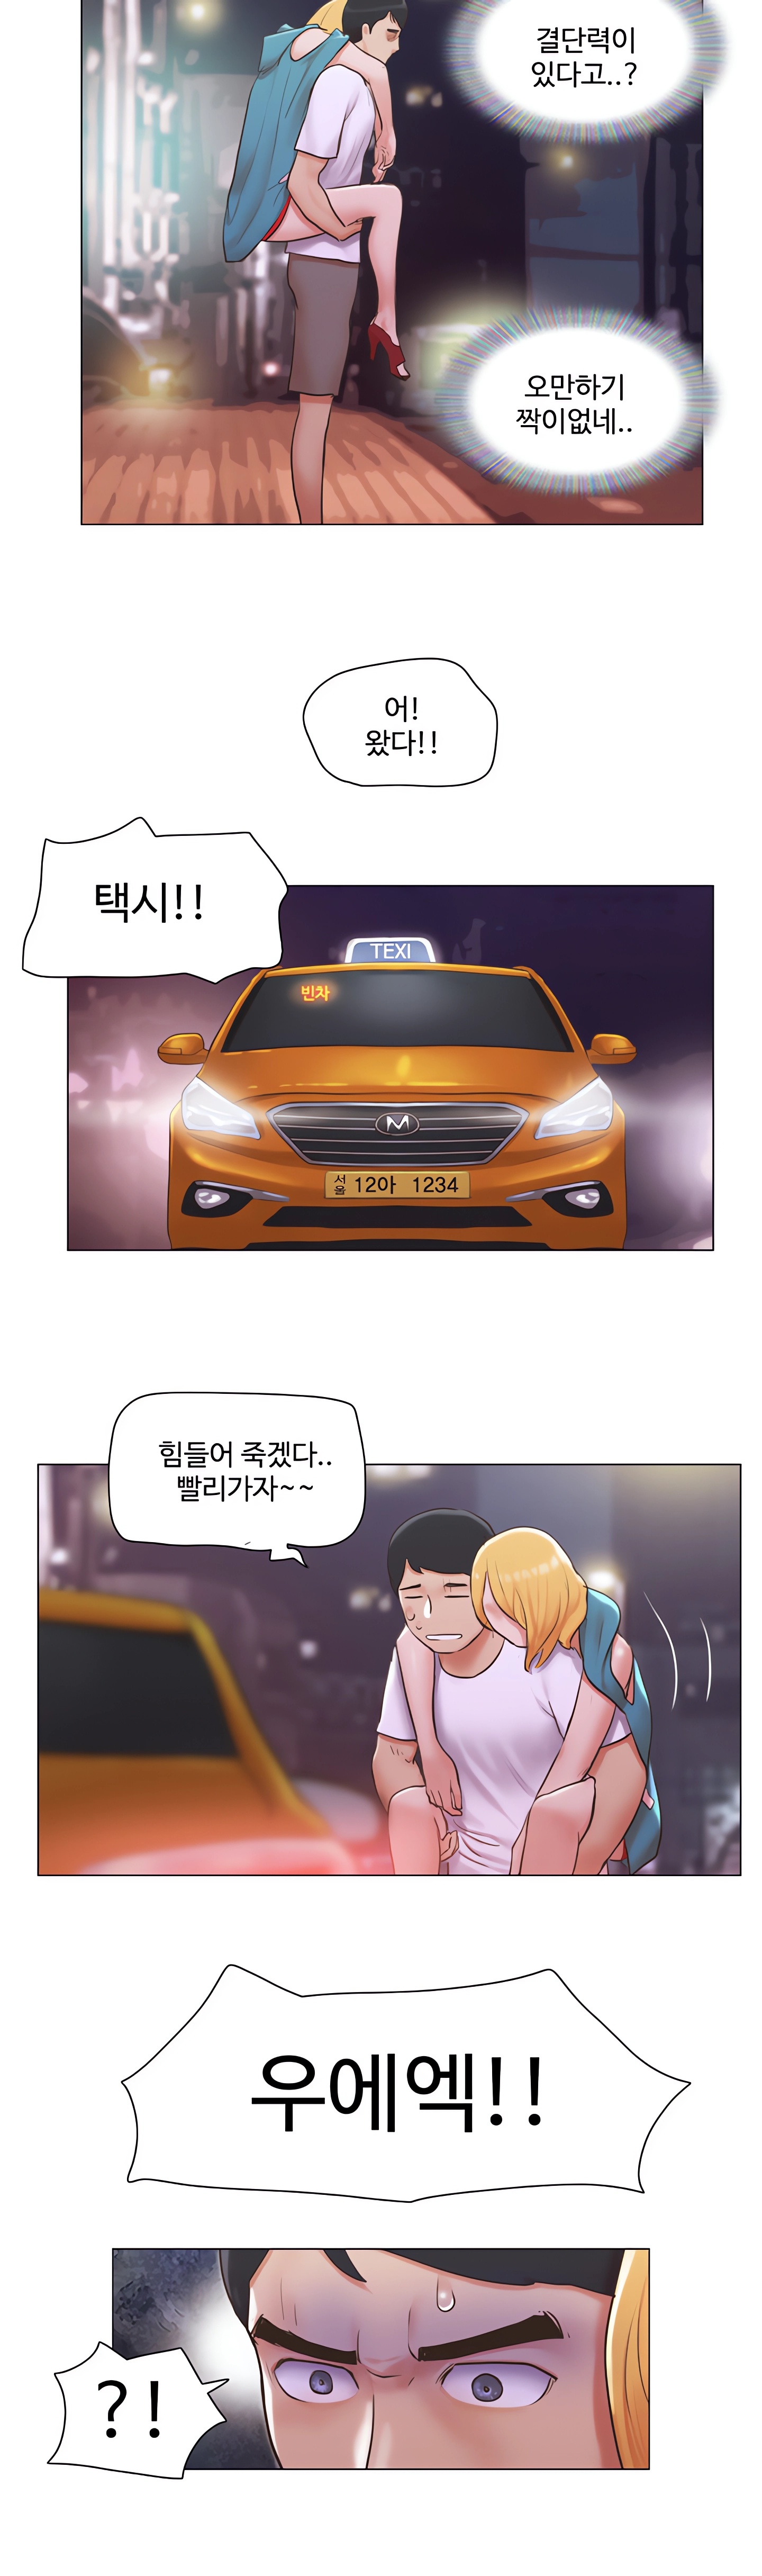 결단력이
있다고..?
오만하기
짝이없네..
어!
왔다!!
택시!!
TEXI
빈차
서울 12아 1234
힘들어 죽겠다..
빨리가자~~
우에엑!!
?!